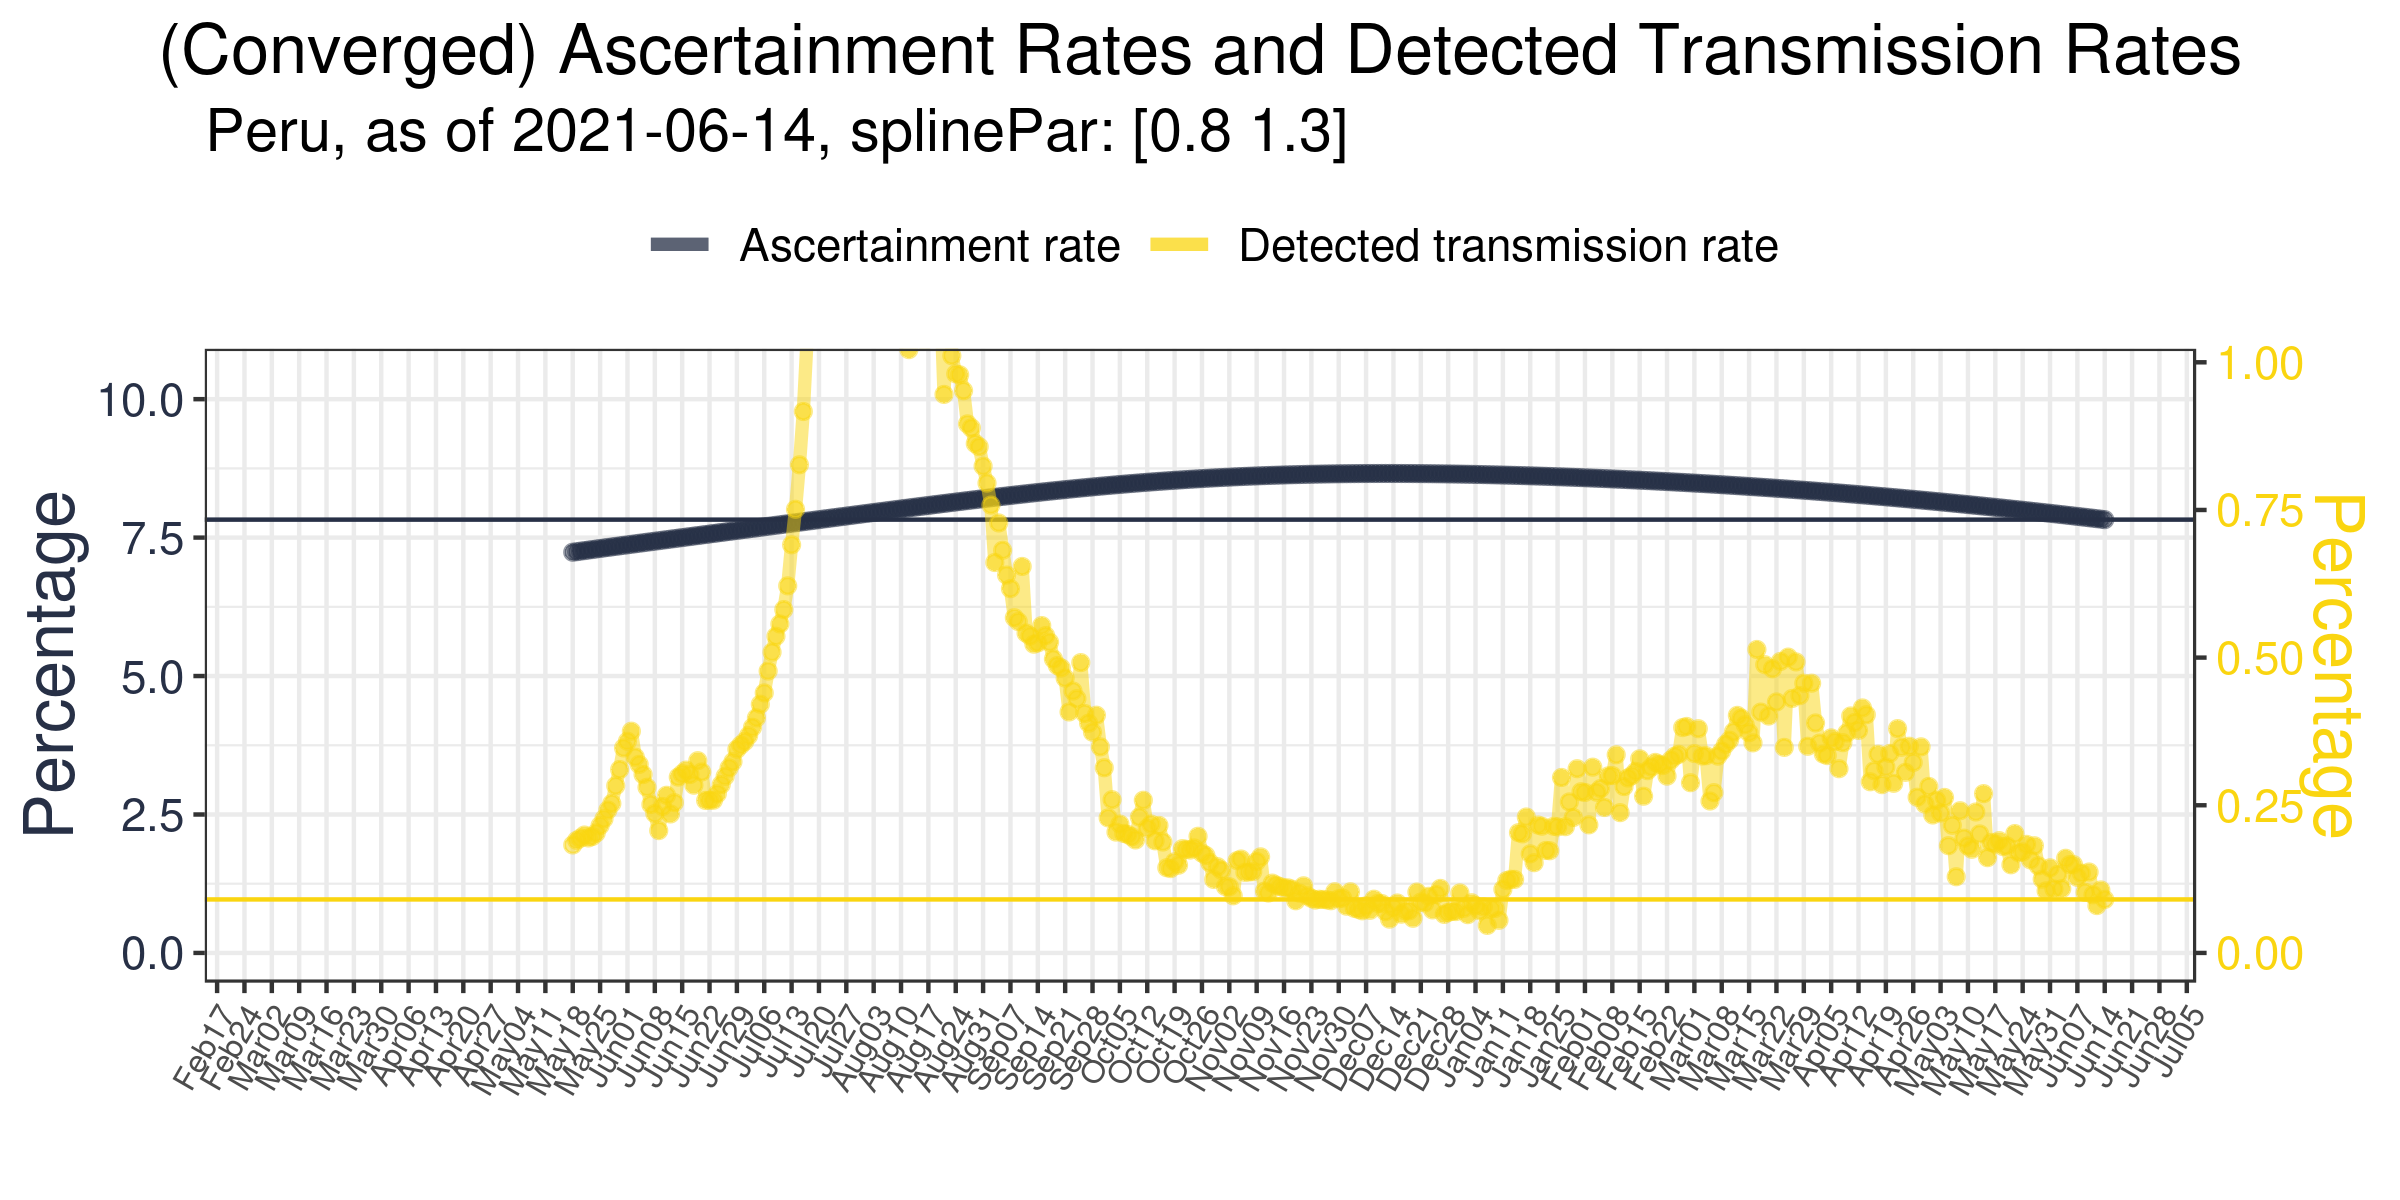 (Converged) Ascertainment Rates and Detected Transmission Rates
Peru, as of 2021-06-14, splinePar: [0.8 1.3]
Ascertainment rate
Detected transmission rate
Percentage
10.0
7.5
5.0
2.5
0.0
1.00
0.75
0.50
0.25
0.00
Percentage
Feb17
Feb24
Mar02
Mar09
Mar16
Mar23
Mar30
Apr06
Apr13
Apr20
Apr27
May04
May11
May18
May25
Jun01
Jun08
Jun15
Jun22
Jun29
Jul06
Jul13
Jul20
Jul27
Aug03
Aug10
Aug17
Aug24
Aug31
Sep07
Sep14
Sep21
Sep28
Oct05
Oct12
Oct19
Oct26
Nov02
Nov09
Nov16
Nov23
Nov30
Dec07
Dec14
Dec21
Dec28
Jan04
Jan11
Jan18
Jan25
Feb01
Feb08
Feb15
Feb22
Mar01
Mar08
Mar15
Mar22
Mar29
Apr05
Apr12
Apr19
Apr26
May03
May10
May17
May24
May31
Jun07
Jun14
Jun21
Jun28
Jul05